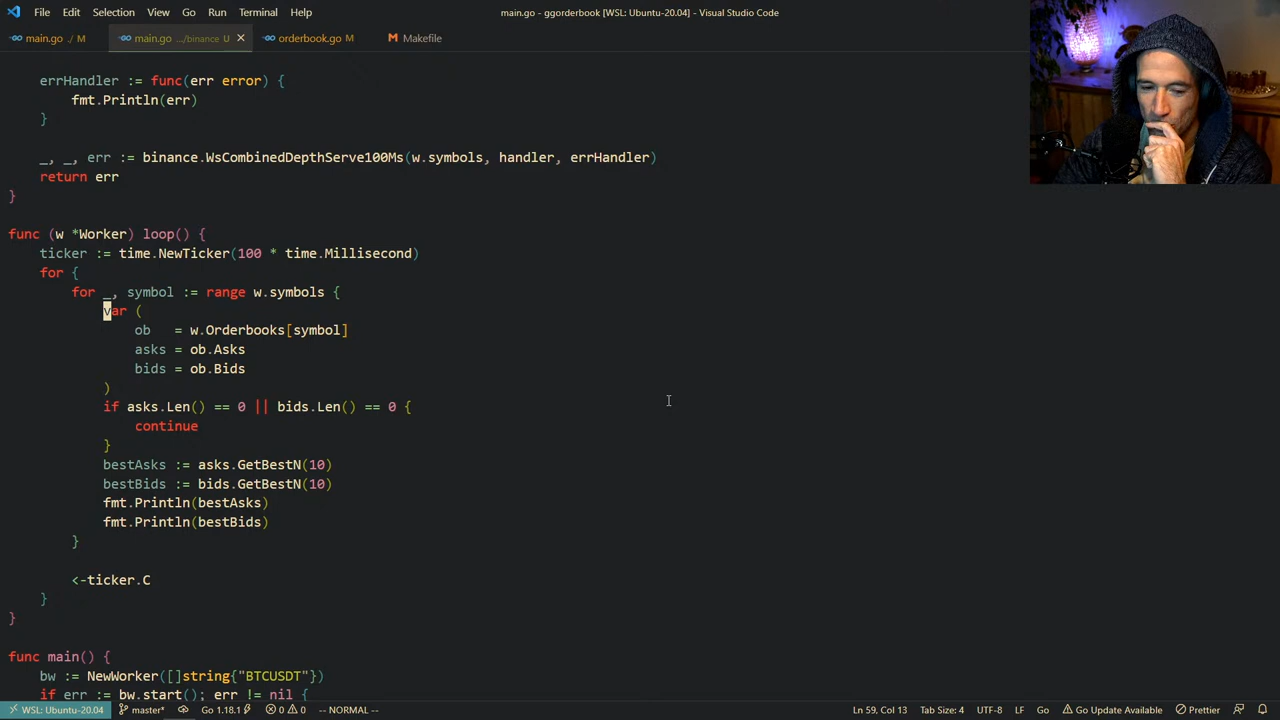 File Edit Selection View Go Run Terminal Help
main.go - ggorderbook [WSL: Ubuntu-20.04] - Visual Studio Code
main.go ./ M
main.go .../binance U
orderbook.go M
Makefile
errHandler := func(err error) {
fmt.Println(err)
}
_, _, err := binance.WsCombinedDepthServe100Ms(w.symbols, handler, errHandler)
return err
}
func (w *Worker) loop() {
ticker := time.NewTicker(100 * time.Millisecond)
for {
for _, symbol := range w.symbols {
var (
ob = w.Orderbooks[symbol]
asks = ob.Asks
bids = ob.Bids
)
if asks.Len() == 0 || bids.Len() == 0 {
continue
}
bestAsks := asks.GetBestN(10)
bestBids := bids.GetBestN(10)
fmt.Println(bestAsks)
fmt.Println(bestBids)
}
<-ticker.C
}
}
func main() {
bw := NewWorker([]string{"BTCUSDT"})
if err := bw.start(); err != nil {
WSL: Ubuntu-20.04 master* Go 1.18.1 0 0 -- NORMAL -- Ln 59, Col 13 Tab Size: 4 UTF-8 LF Go Go Update Available Prettier